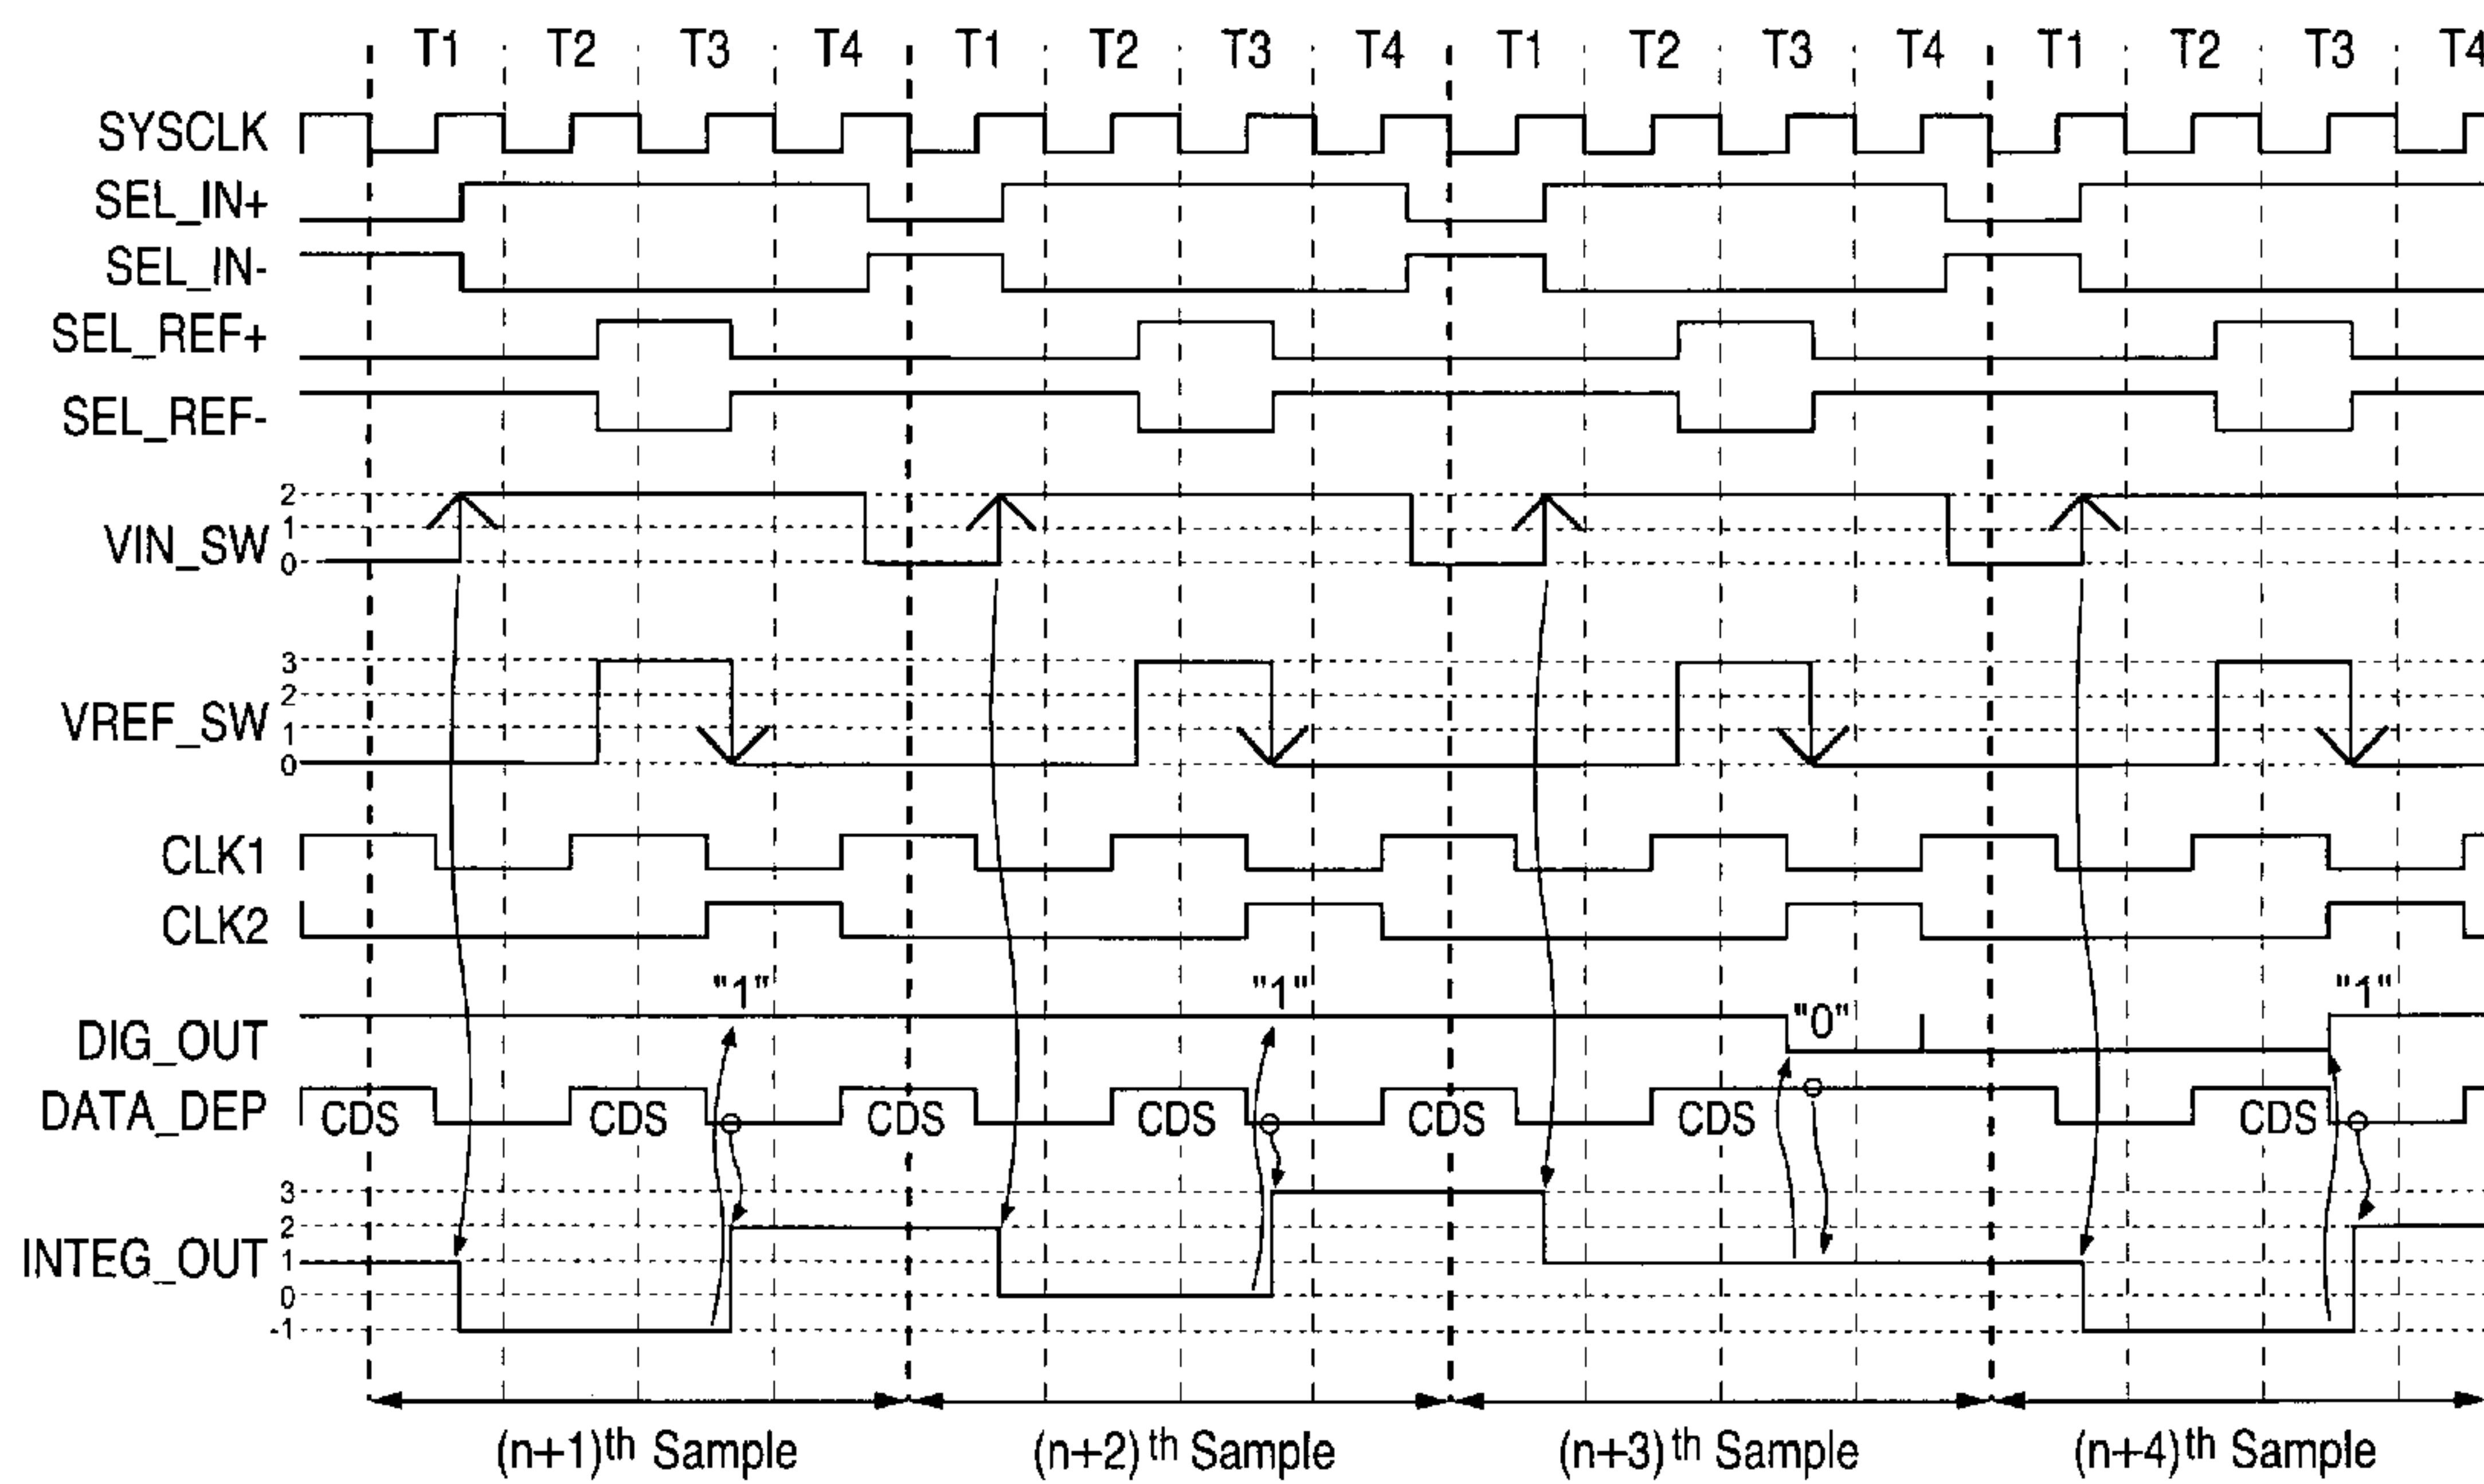 T1 T2 T3 T4 T1 T2 T3 T4 T1 T2 T3 T4 T1 T2 T3 T4
SYSCLK
SEL_IN+
SEL_IN-
SEL_REF+
SEL_REF-
2
1
VIN_SW
0
3
2
VREF_SW
1
0
CLK1
CLK2
"1" "1" "0" "1"
DIG_OUT
DATA_DEP CDS CDS CDS CDS CDS CDS CDS
3
2
INTEG_OUT
1
0
-1
(n+1)th Sample (n+2)th Sample (n+3)th Sample (n+4)th Sample